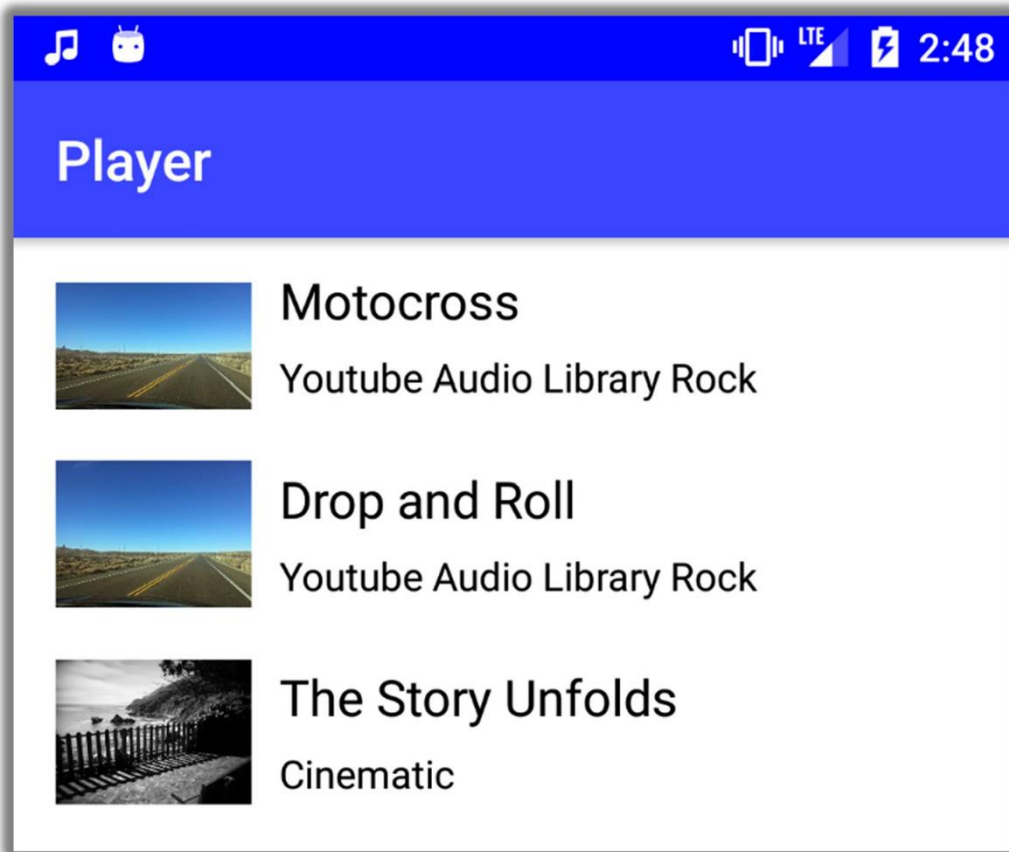 LTE 2:48
Player
Motocross
Youtube Audio Library Rock
Drop and Roll
Youtube Audio Library Rock
The Story Unfolds
Cinematic